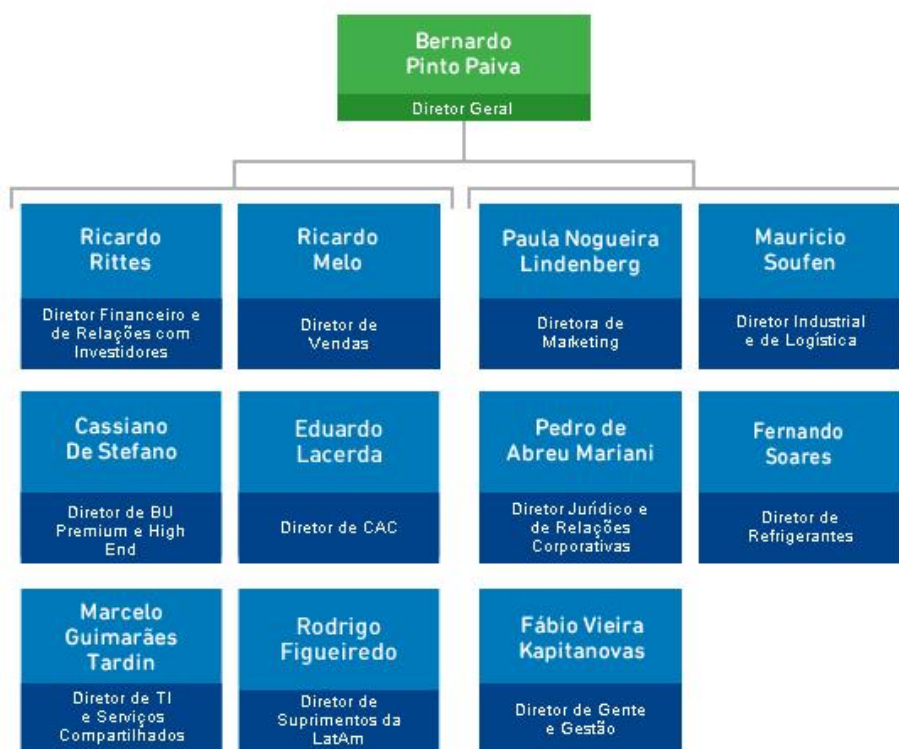 Bernardo
Pinto Paiva
Diretor Geral
Ricardo
Rittes
Diretor Financeiro e
de Relações com
Investidores
Ricardo
Melo
Diretor de
Vendas
Paula Nogueira
Lindenberg
Diretora de
Marketing
Mauricio
Soufen
Diretor Industrial
e de Logística
Cassiano
De Stefano
Diretor de BU
Premium e High
End
Eduardo
Lacerda
Diretor de CAC
Pedro de
Abreu Mariani
Diretor Jurídico e
de Relações
Corporativas
Fernando
Soares
Diretor de
Refrigerantes
Marcelo
Guimarães
Tardin
Diretor de TI
e Serviços
Compartilhados
Rodrigo
Figueiredo
Diretor de
Suprimentos da
LatAm
Fábio Vieira
Kapitanovas
Diretor de Gente
e Gestão